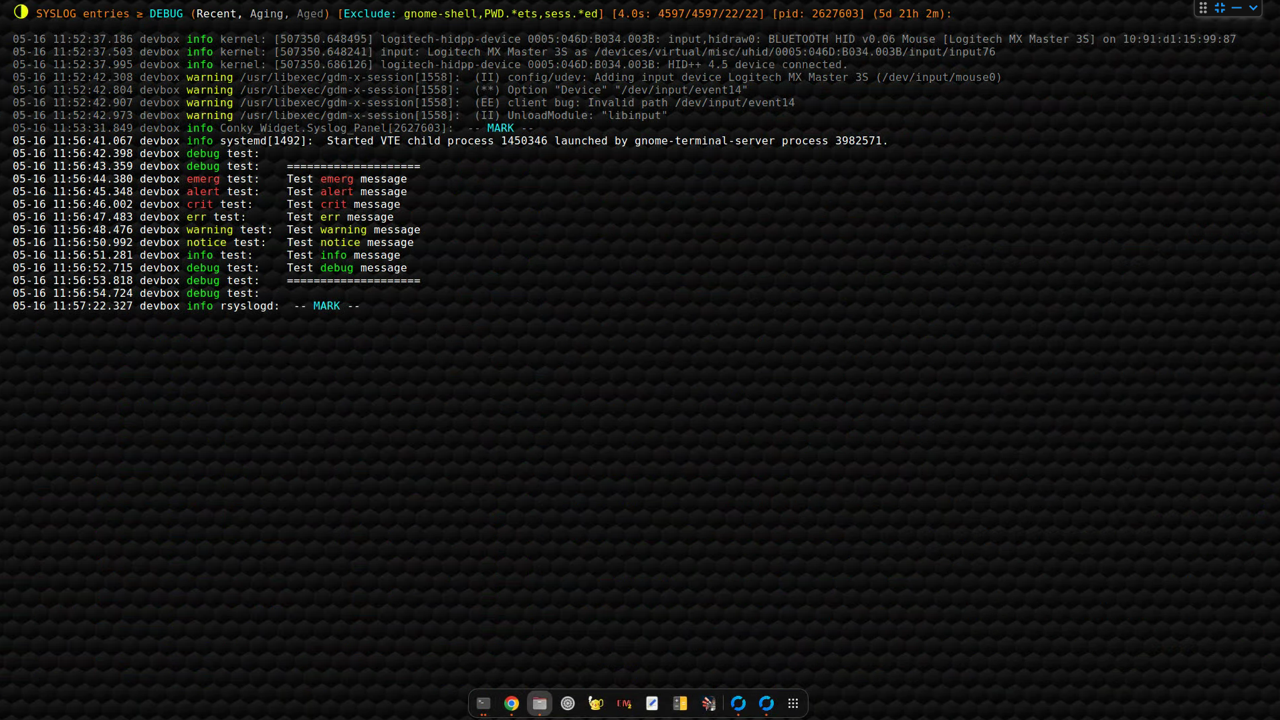 SYSLOG entries ≥ DEBUG (Recent, Aging, Aged) [Exclude: gnome-shell,PWD.*ets,sess.*ed] [4.0s: 4597/4597/22/22] [pid: 2627603] (5d 21h 2m):
05-16 11:52:37.186 devbox info kernel: [507350.648495] logitech-hidpp-device 0005:046D:B034.003B: input,hidraw0: BLUETOOTH HID v0.06 Mouse [Logitech MX Master 3S] on 10:91:d1:15:99:87
05-16 11:52:37.503 devbox info kernel: [507350.648241] input: Logitech MX Master 3S as /devices/virtual/misc/uhid/0005:046D:B034.003B/input/input76
05-16 11:52:37.995 devbox info kernel: [507350.686126] logitech-hidpp-device 0005:046D:B034.003B: HID++ 4.5 device connected.
05-16 11:52:42.308 devbox warning /usr/libexec/gdm-x-session[1558]:  (II) config/udev: Adding input device Logitech MX Master 3S (/dev/input/mouse0)
05-16 11:52:42.804 devbox warning /usr/libexec/gdm-x-session[1558]:  (**) Option "Device" "/dev/input/event14"
05-16 11:52:42.907 devbox warning /usr/libexec/gdm-x-session[1558]:  (EE) client bug: Invalid path /dev/input/event14
05-16 11:52:42.973 devbox warning /usr/libexec/gdm-x-session[1558]:  (II) UnloadModule: "libinput"
05-16 11:53:31.849 devbox info Conky_Widget.Syslog_Panel[2627603]:  -- MARK --
05-16 11:56:41.067 devbox info systemd[1492]:  Started VTE child process 1450346 launched by gnome-terminal-server process 3982571.
05-16 11:56:42.398 devbox debug test:
05-16 11:56:43.359 devbox debug test:    ====================
05-16 11:56:44.380 devbox emerg test:    Test emerg message
05-16 11:56:45.348 devbox alert test:    Test alert message
05-16 11:56:46.002 devbox crit test:     Test crit message
05-16 11:56:47.483 devbox err test:      Test err message
05-16 11:56:48.476 devbox warning test:  Test warning message
05-16 11:56:50.992 devbox notice test:   Test notice message
05-16 11:56:51.281 devbox info test:     Test info message
05-16 11:56:52.715 devbox debug test:    Test debug message
05-16 11:56:53.818 devbox debug test:    ====================
05-16 11:56:54.724 devbox debug test:
05-16 11:57:22.327 devbox info rsyslogd:  -- MARK --